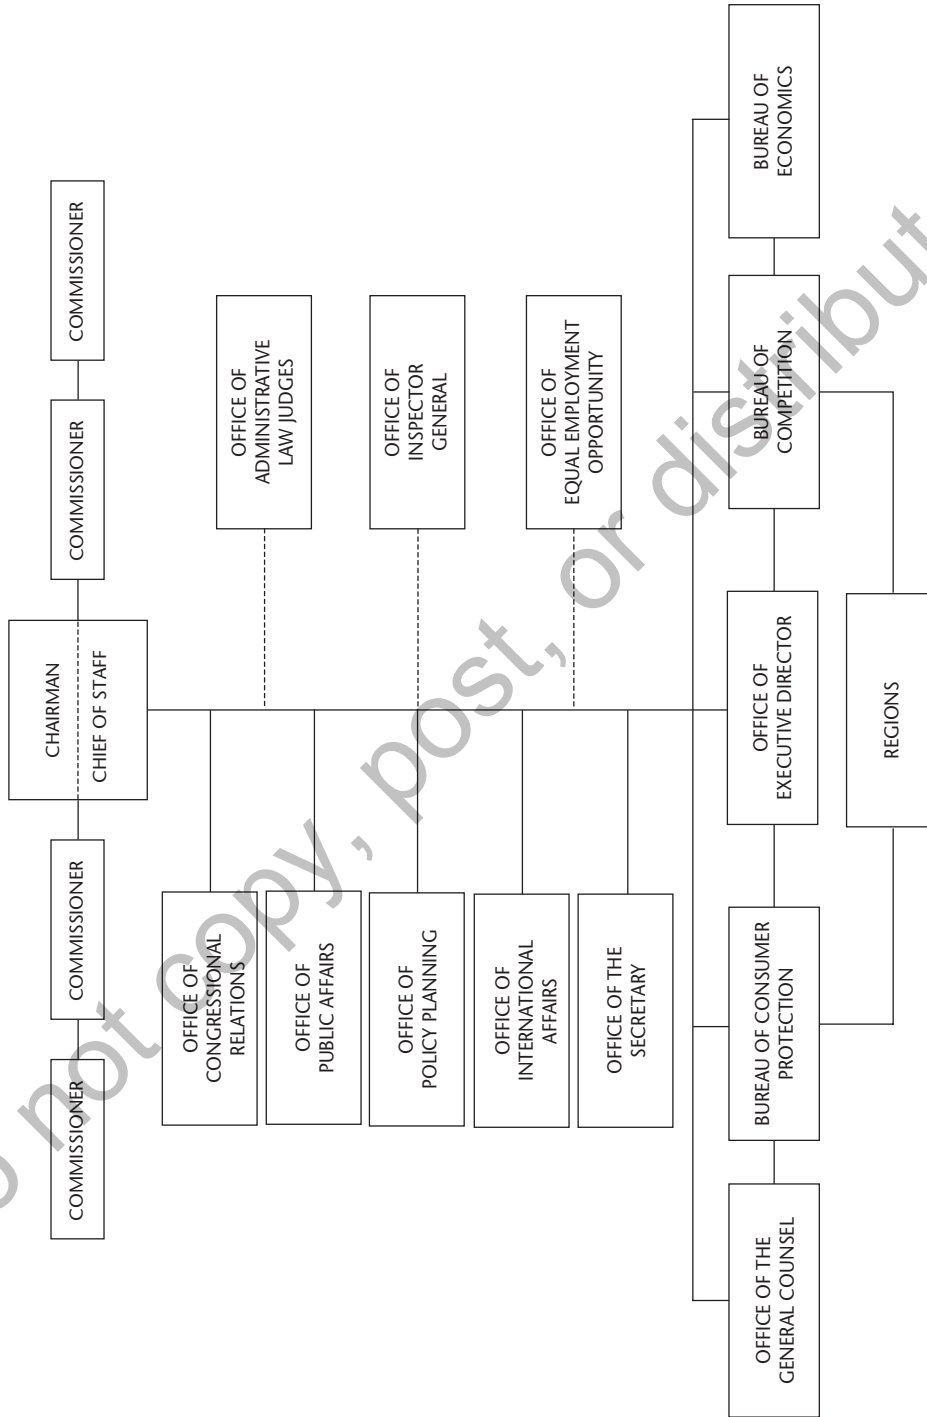 COMMISSIONER
COMMISSIONER
CHAIRMAN
CHIEF OF STAFF
COMMISSIONER
COMMISSIONER
OFFICE OF
CONGRESSIONAL
RELATIONS
OFFICE OF
PUBLIC AFFAIRS
OFFICE OF
POLICY PLANNING
OFFICE OF
INTERNATIONAL
AFFAIRS
OFFICE OF THE
SECRETARY
OFFICE OF
ADMINISTRATIVE
LAW JUDGES
OFFICE OF
INSPECTOR
GENERAL
OFFICE OF
EQUAL EMPLOYMENT
OPPORTUNITY
OFFICE OF THE
GENERAL COUNSEL
BUREAU OF CONSUMER
PROTECTION
OFFICE OF
EXECUTIVE DIRECTOR
BUREAU OF
COMPETITION
BUREAU OF
ECONOMICS
REGIONS
o not copy, post, or distribut